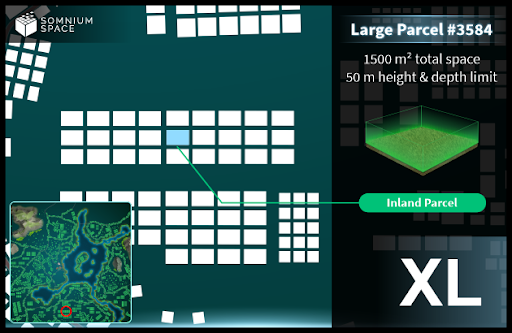 SOMNIUM
SPACE
Large Parcel #3584
1500 m² total space
50 m height & depth limit
Inland Parcel
XL